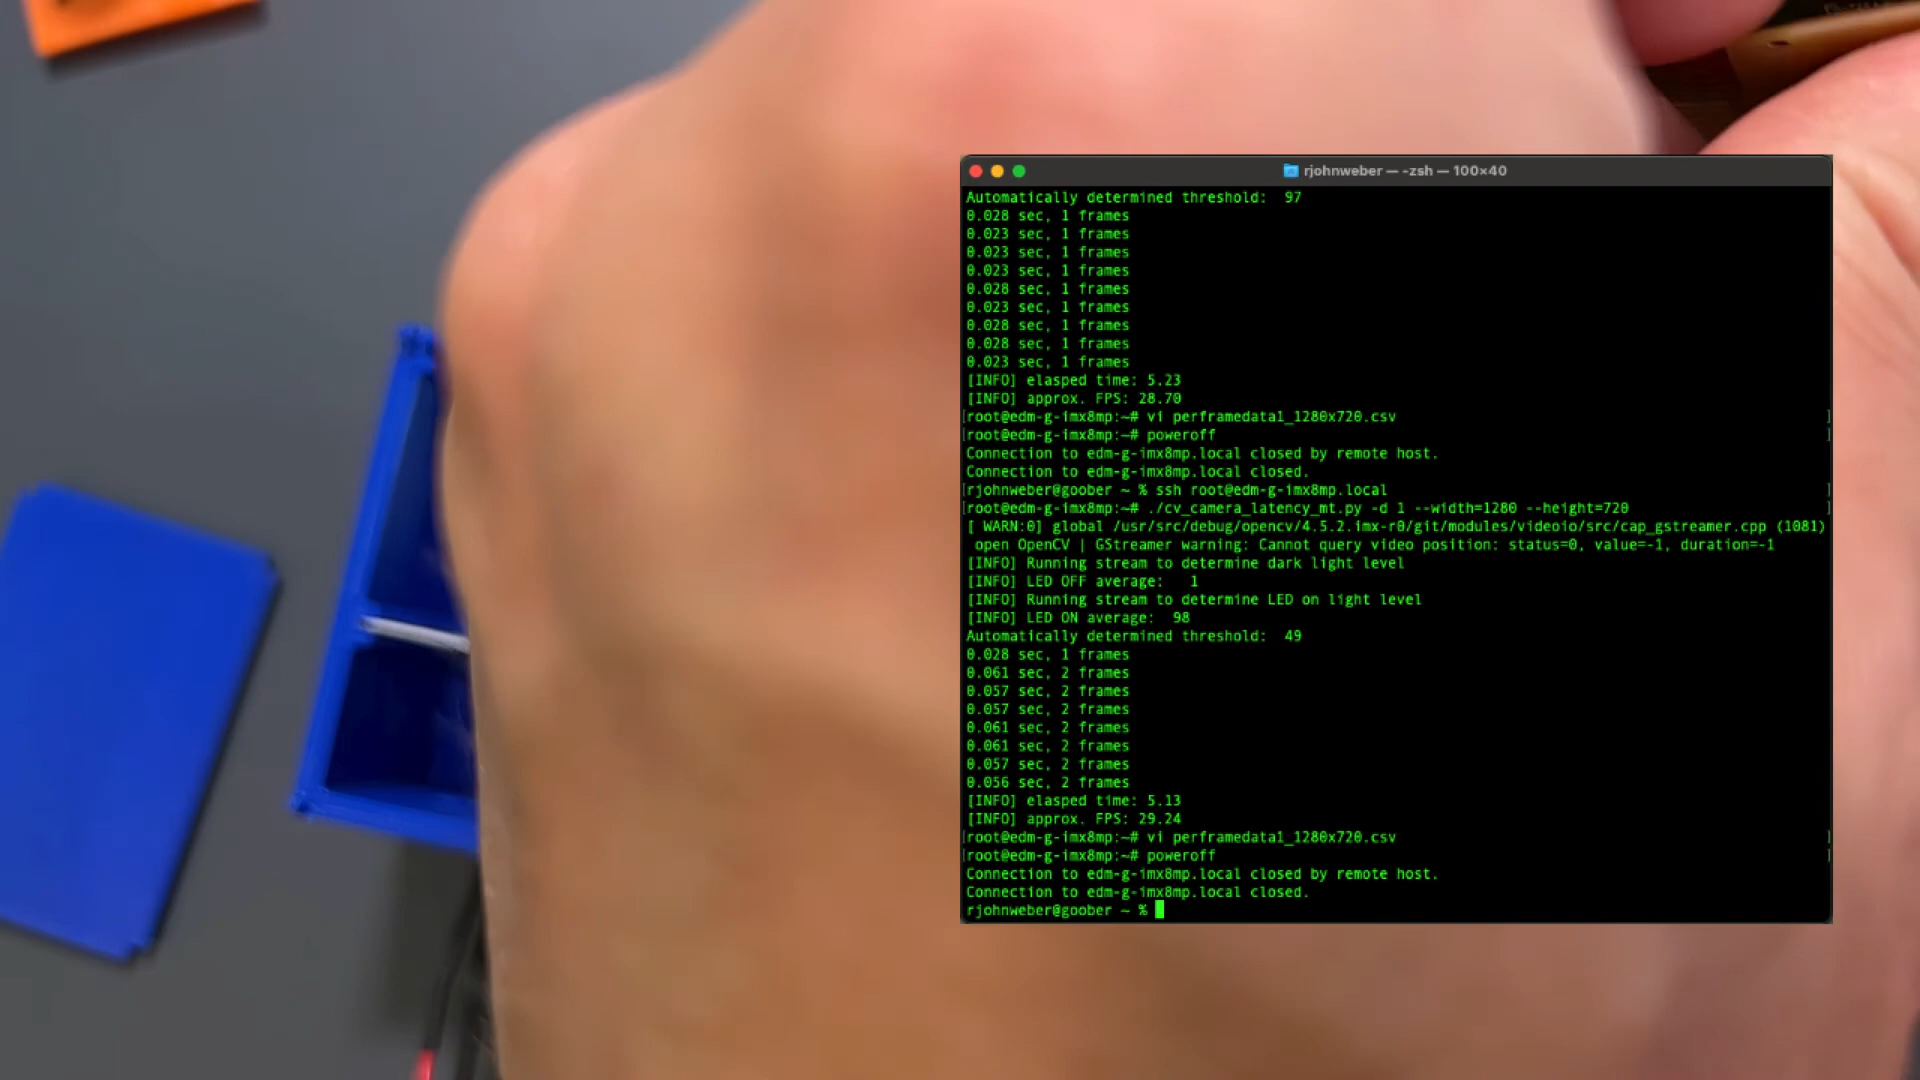 rjohnweber — -zsh — 100×40
Automatically determined threshold:  97
0.028 sec, 1 frames
0.023 sec, 1 frames
0.023 sec, 1 frames
0.023 sec, 1 frames
0.028 sec, 1 frames
0.023 sec, 1 frames
0.028 sec, 1 frames
0.028 sec, 1 frames
0.023 sec, 1 frames
[INFO] elasped time: 5.23
[INFO] approx. FPS: 28.70
[root@edm-g-imx8mp:~# vi perframedata1_1280x720.csv ]
[root@edm-g-imx8mp:~# poweroff ]
Connection to edm-g-imx8mp.local closed by remote host.
Connection to edm-g-imx8mp.local closed.
[rjohnweber@goober ~ % ssh root@edm-g-imx8mp.local ]
[root@edm-g-imx8mp:~# ./cv_camera_latency_mt.py -d 1 --width=1280 --height=720 ]
[ WARN:0] global /usr/src/debug/opencv/4.5.2.imx-r0/git/modules/videoio/src/cap_gstreamer.cpp (1081)
 open OpenCV | GStreamer warning: Cannot query video position: status=0, value=-1, duration=-1
[INFO] Running stream to determine dark light level
[INFO] LED OFF average:   1
[INFO] Running stream to determine LED on light level
[INFO] LED ON average:  98
Automatically determined threshold:  49
0.028 sec, 1 frames
0.061 sec, 2 frames
0.057 sec, 2 frames
0.057 sec, 2 frames
0.061 sec, 2 frames
0.061 sec, 2 frames
0.057 sec, 2 frames
0.056 sec, 2 frames
[INFO] elasped time: 5.13
[INFO] approx. FPS: 29.24
[root@edm-g-imx8mp:~# vi perframedata1_1280x720.csv ]
[root@edm-g-imx8mp:~# poweroff ]
Connection to edm-g-imx8mp.local closed by remote host.
Connection to edm-g-imx8mp.local closed.
rjohnweber@goober ~ %